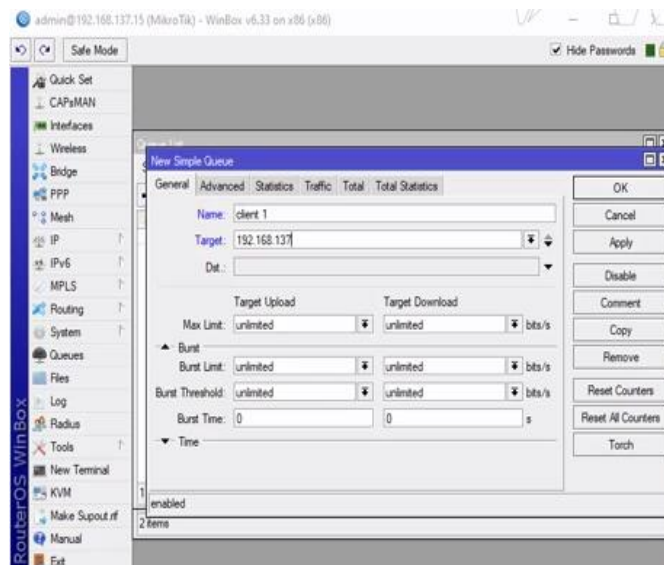 admin@192.168.137.15 (MikroTik) - WinBox v6.33 on x86 (x86)
Safe Mode
Hide Passwords
Quick Set
CAPsMAN
Interfaces
Wireless
Bridge
PPP
Mesh
IP
IPv6
MPLS
Routing
System
Queues
Files
Log
Radius
Tools
New Terminal
KVM
Make Supout.rif
Manual
Exit
RouterOS WinBox
New Simple Queue
General Advanced Statistics Traffic Total Total Statistics
Name: client 1
Target: 192.168.137
Dst.:
Target Upload Target Download
Max Limit: unlimited unlimited bits/s
Burst
Burst Limit: unlimited unlimited bits/s
Burst Threshold: unlimited unlimited bits/s
Burst Time: 0 0 s
Time
enabled
OK
Cancel
Apply
Disable
Comment
Copy
Remove
Reset Counters
Reset All Counters
Torch
2 items